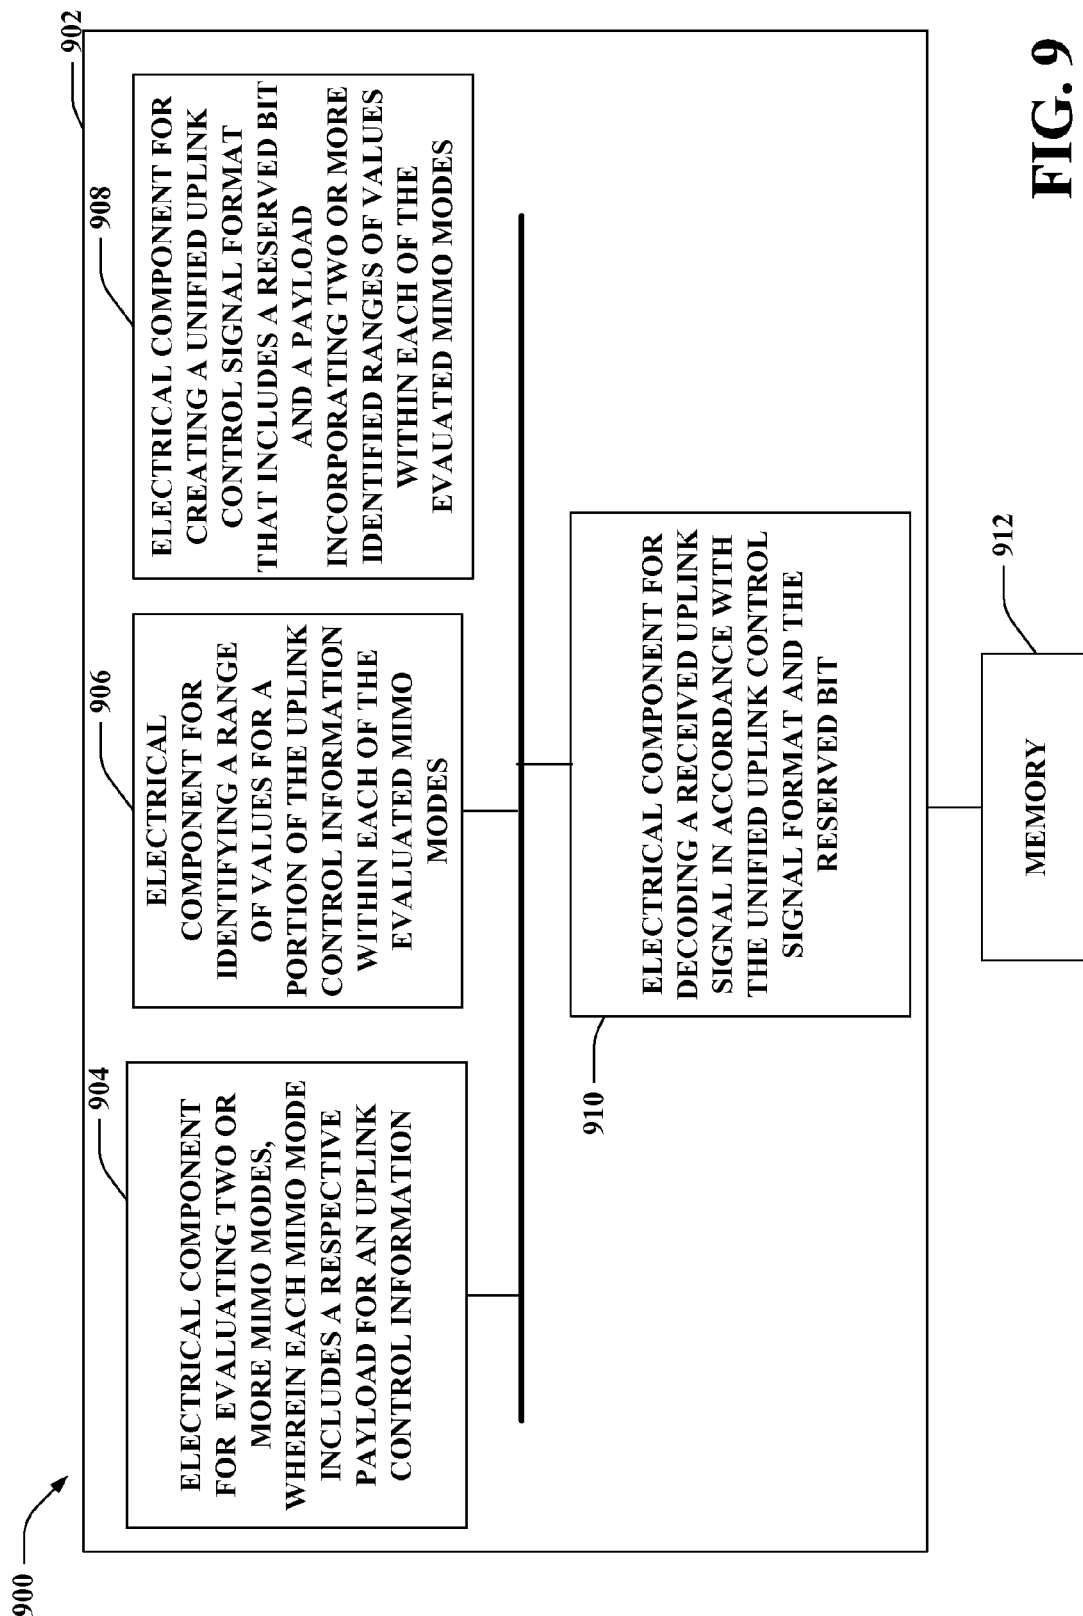 900
902
904
ELECTRICAL COMPONENT
FOR EVALUATING TWO OR
MORE MIMO MODES,
WHEREIN EACH MIMO MODE
INCLUDES A RESPECTIVE
PAYLOAD FOR AN UPLINK
CONTROL INFORMATION
906
ELECTRICAL
COMPONENT FOR
IDENTIFYING A RANGE
OF VALUES FOR A
PORTION OF THE UPLINK
CONTROL INFORMATION
WITHIN EACH OF THE
EVALUATED MIMO
MODES
908
ELECTRICAL COMPONENT FOR
CREATING A UNIFIED UPLINK
CONTROL SIGNAL FORMAT
THAT INCLUDES A RESERVED BIT
AND A PAYLOAD
INCORPORATING TWO OR MORE
IDENTIFIED RANGES OF VALUES
WITHIN EACH OF THE
EVAUATED MIMO MODES
910
ELECTRICAL COMPONENT FOR
DECODING A RECEIVED UPLINK
SIGNAL IN ACCORDANCE WITH
THE UNIFIED UPLINK CONTROL
SIGNAL FORMAT AND THE
RESERVED BIT
912
MEMORY
FIG. 9